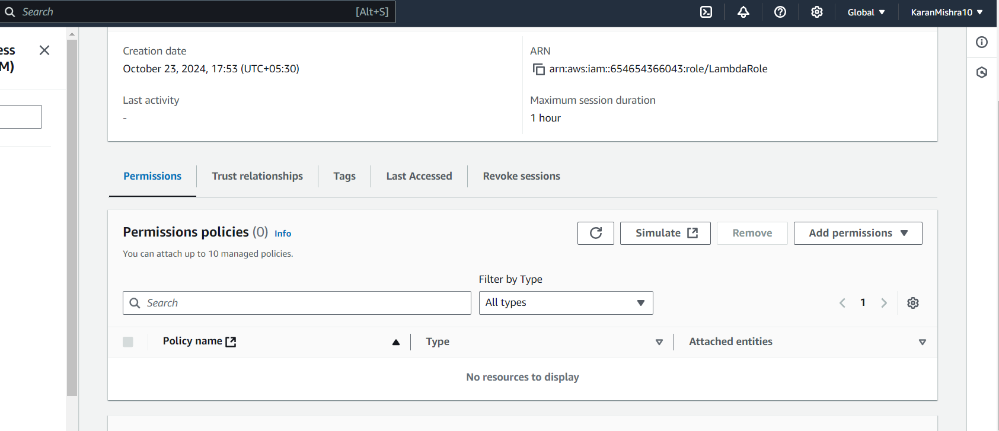 Search [Alt+S] Global KaranMishra10
ess
M)
Creation date
October 23, 2024, 17:53 (UTC+05:30)
ARN
arn:aws:iam::654654366043:role/LambdaRole
Last activity
-
Maximum session duration
1 hour
Permissions Trust relationships Tags Last Accessed Revoke sessions
Permissions policies (0) Info
You can attach up to 10 managed policies.
Simulate Remove Add permissions
Filter by Type
Search All types 1
Policy name Type Attached entities
No resources to display